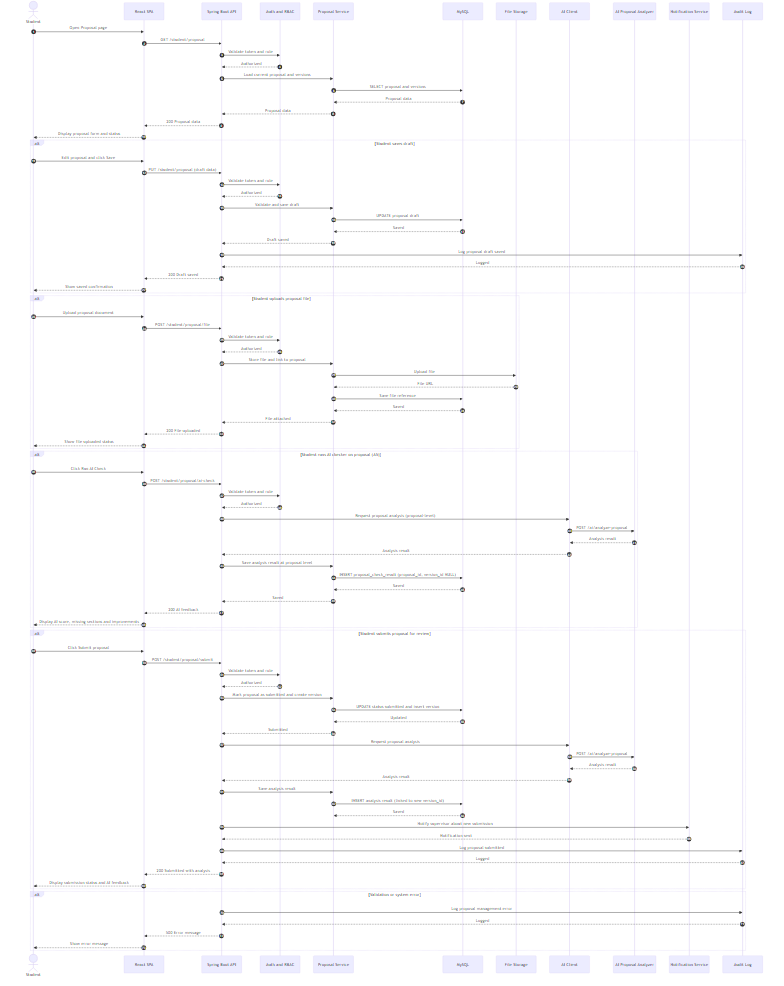 Student
React SPA
Spring Boot API
Auth and RBAC
Proposal Service
MySQL
File Storage
AI Client
AI Proposal Analyzer
Notification Service
Audit Log
Open Proposal page
GET /student/proposal
Validate token and role
Authorized
Load current proposal and versions
SELECT proposal and versions
Proposal data
Proposal data
200 Proposal data
Display proposal form and status
alt
[Student saves draft]
Edit proposal and click Save
PUT /student/proposal (draft data)
Validate token and role
Authorized
Validate and save draft
UPDATE proposal draft
Saved
Draft saved
Log proposal draft saved
Logged
200 Draft saved
Show saved confirmation
alt
[Student uploads proposal file]
Upload proposal document
POST /student/proposal/file
Validate token and role
Authorized
Store file and link to proposal
Upload file
File URL
Save file reference
Saved
File attached
200 File uploaded
Show file uploaded status
alt
[Student runs AI checker on proposal
Click Run AI Check
POST /student/proposal/ai-check
Validate token and role
Authorized
Request proposal analysis (proposal level)
POST /ai/analyze-proposal
Analysis result
Analysis result
Save analysis result at proposal level
INSERT proposal_check_result (proposal_id, version_id NULL)
Saved
Saved
200 AI feedback
Display AI score, missing sections and improvements
alt
[Student submits proposal for review]
Click Submit proposal
POST /student/proposal/submit
Validate token and role
Authorized
Mark proposal as submitted and create version
UPDATE status submitted and insert version
Updated
Submitted
Request proposal analysis
POST /ai/analyze-proposal
Analysis result
Analysis result
Save analysis result
INSERT analysis result (linked to new version_id)
Saved
Notify supervisor about new submission
Notification sent
Log proposal submitted
Logged
200 Submitted with analysis
Display submission status and AI feedback
alt
[Validation or system error]
Log proposal management error
Logged
Error message
Show error message
Student
React SPA
Spring Boot API
Auth and RBAC
Proposal Service
MySQL
File Storage
AI Client
AI Proposal Analyzer
Notification Service
Audit Log